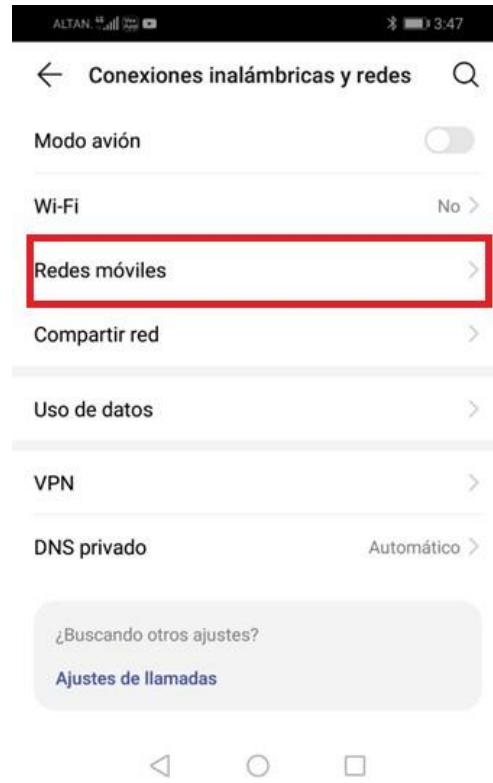 ALTAN. 3:47
Conexiones inalámbricas y redes
Modo avión
Wi-Fi No
Redes móviles
Compartir red
Uso de datos
VPN
DNS privado Automático
¿Buscando otros ajustes?
Ajustes de llamadas